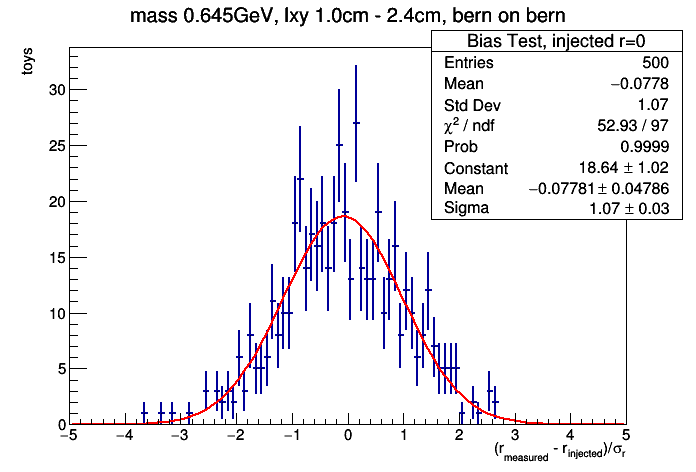 mass 0.645GeV, lxy 1.0cm - 2.4cm, bern on bern
Bias Test, injected r=0
Entries 500
Mean −0.0778
Std Dev 1.07
χ² / ndf 52.93 / 97
Prob 0.9999
Constant 18.64 ± 1.02
Mean −0.07781 ± 0.04786
Sigma 1.07 ± 0.03
toys
30
25
20
15
10
5
0
−5 −4 −3 −2 −1 0 1 2 3 4 5
(r_measured - r_injected)/σ_r